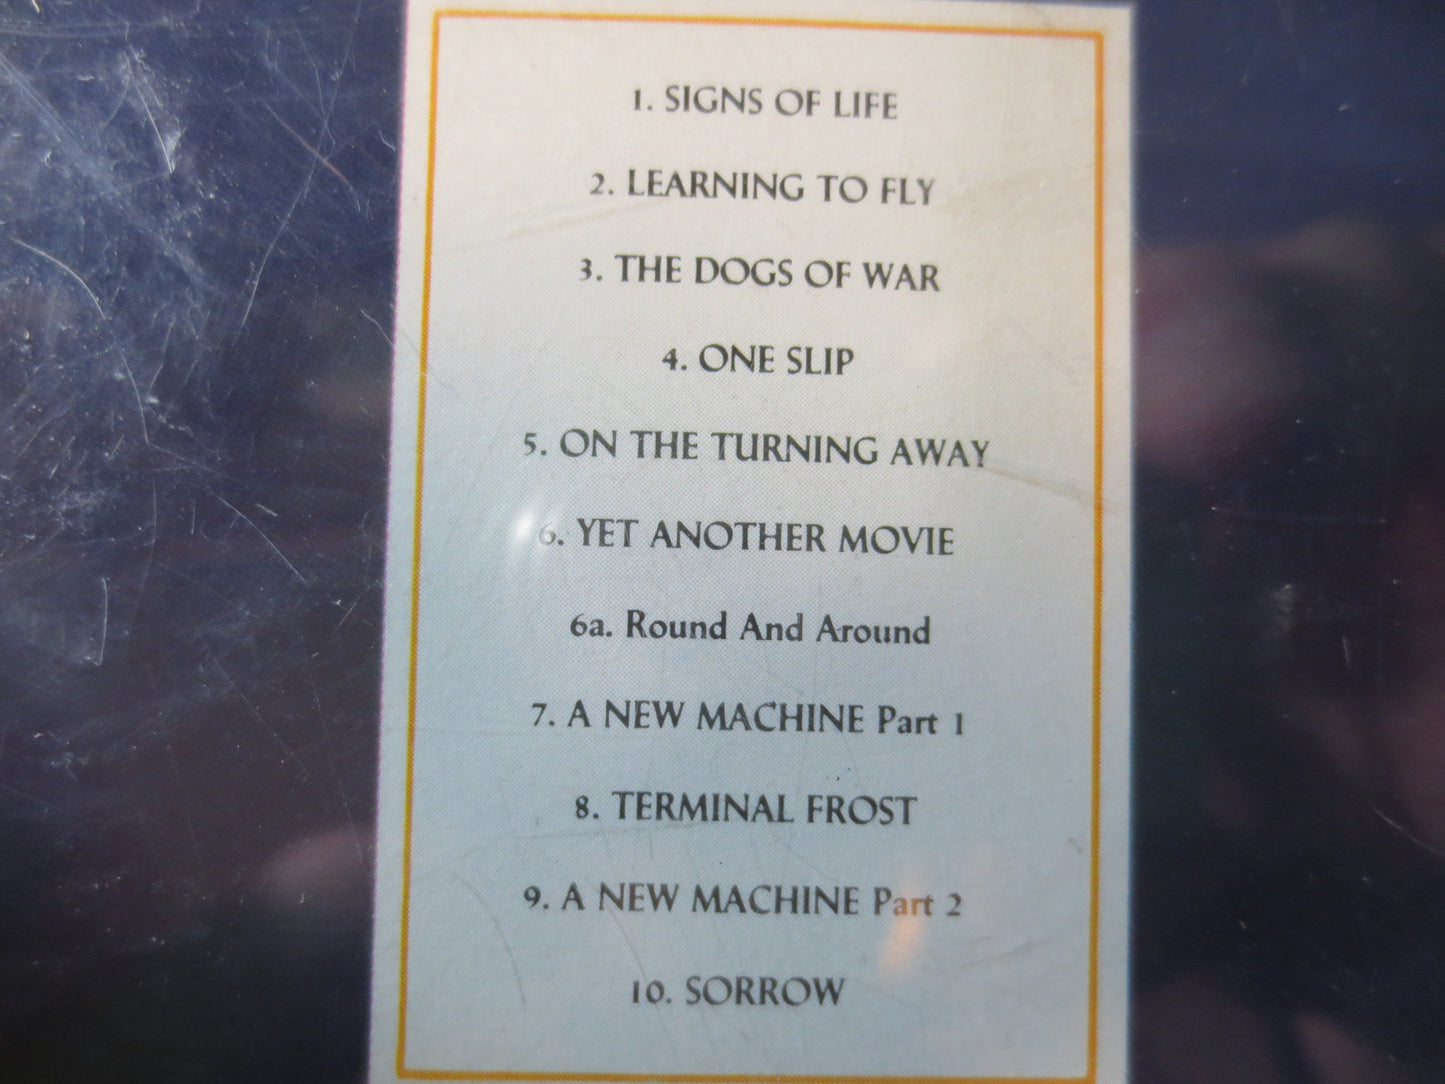 1. SIGNS OF LIFE
2. LEARNING TO FLY
3. THE DOGS OF WAR
4. ONE SLIP
5. ON THE TURNING AWAY
6. YET ANOTHER MOVIE
6a. Round And Around
7. A NEW MACHINE Part 1
8. TERMINAL FROST
9. A NEW MACHINE Part 2
10. SORROW